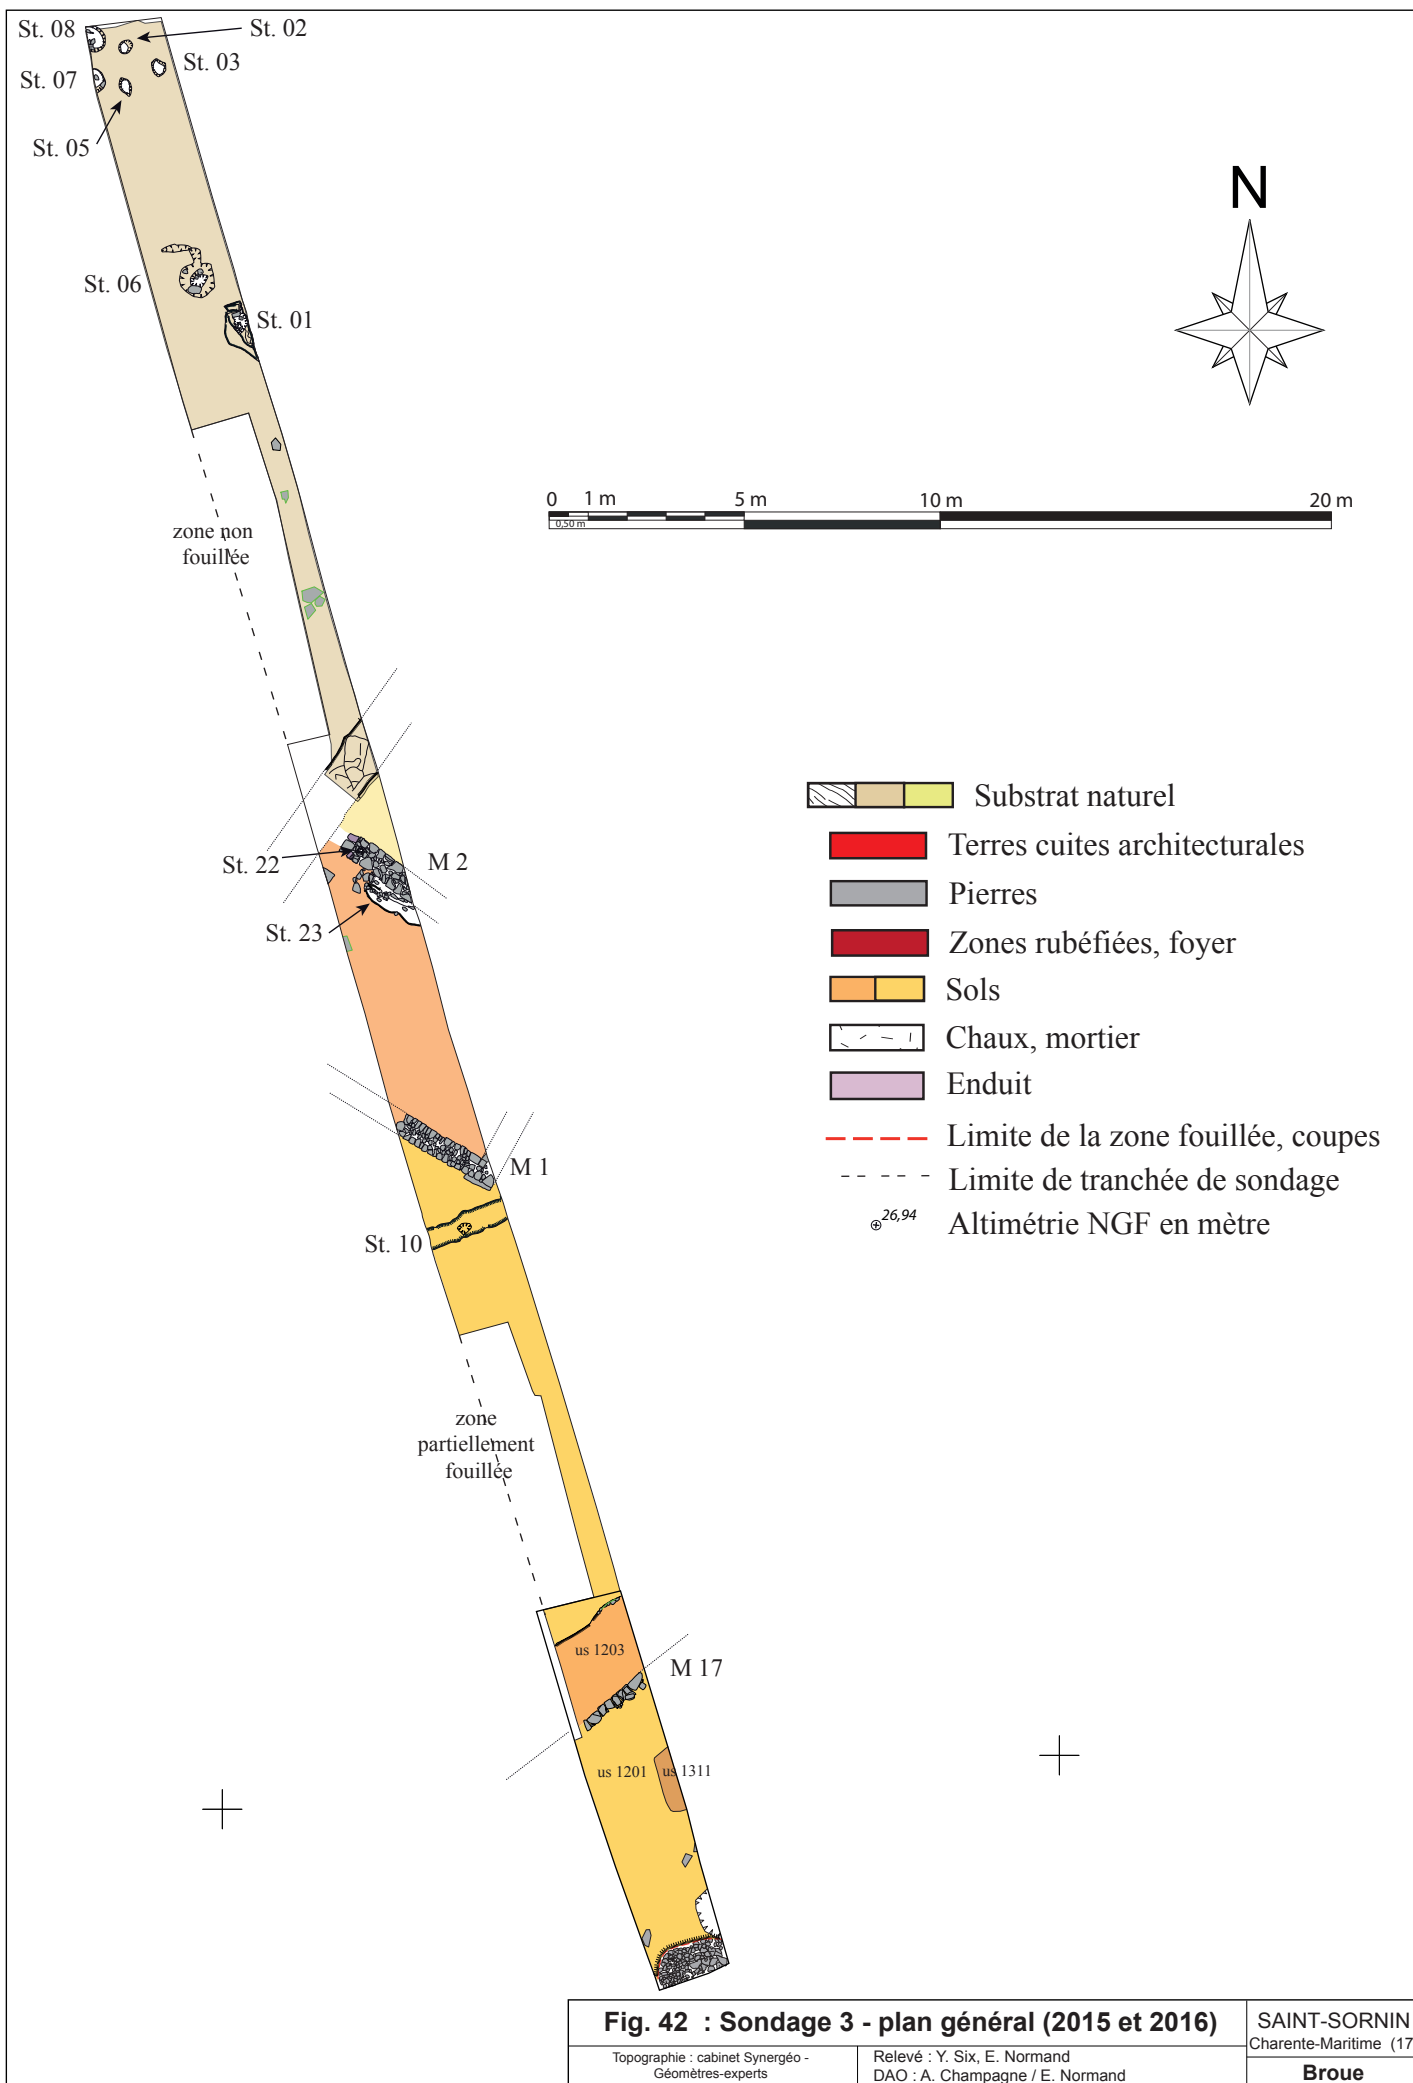 St. 08
St. 02
St. 03
St. 07
St. 05
N
St. 06
St. 01
0 1 m 5 m 10 m 20 m
0,50 m
zone non
fouillée
Substrat naturel
Terres cuites architecturales
Pierres
Zones rubéfiées, foyer
Sols
Chaux, mortier
Enduit
Limite de la zone fouillée, coupes
Limite de tranchée de sondage
26,94 Altimétrie NGF en mètre
St. 22
M 2
St. 23
M 1
St. 10
zone
partiellement
fouillée
us 1203
M 17
us 1201
us 1311
Fig. 42 : Sondage 3 - plan général (2015 et 2016)
Topographie : cabinet Synergéo -
Géomètres-experts
Relevé : Y. Six, E. Normand
DAO : A. Champagne / E. Normand
SAINT-SORNIN
Charente-Maritime (17
Broue